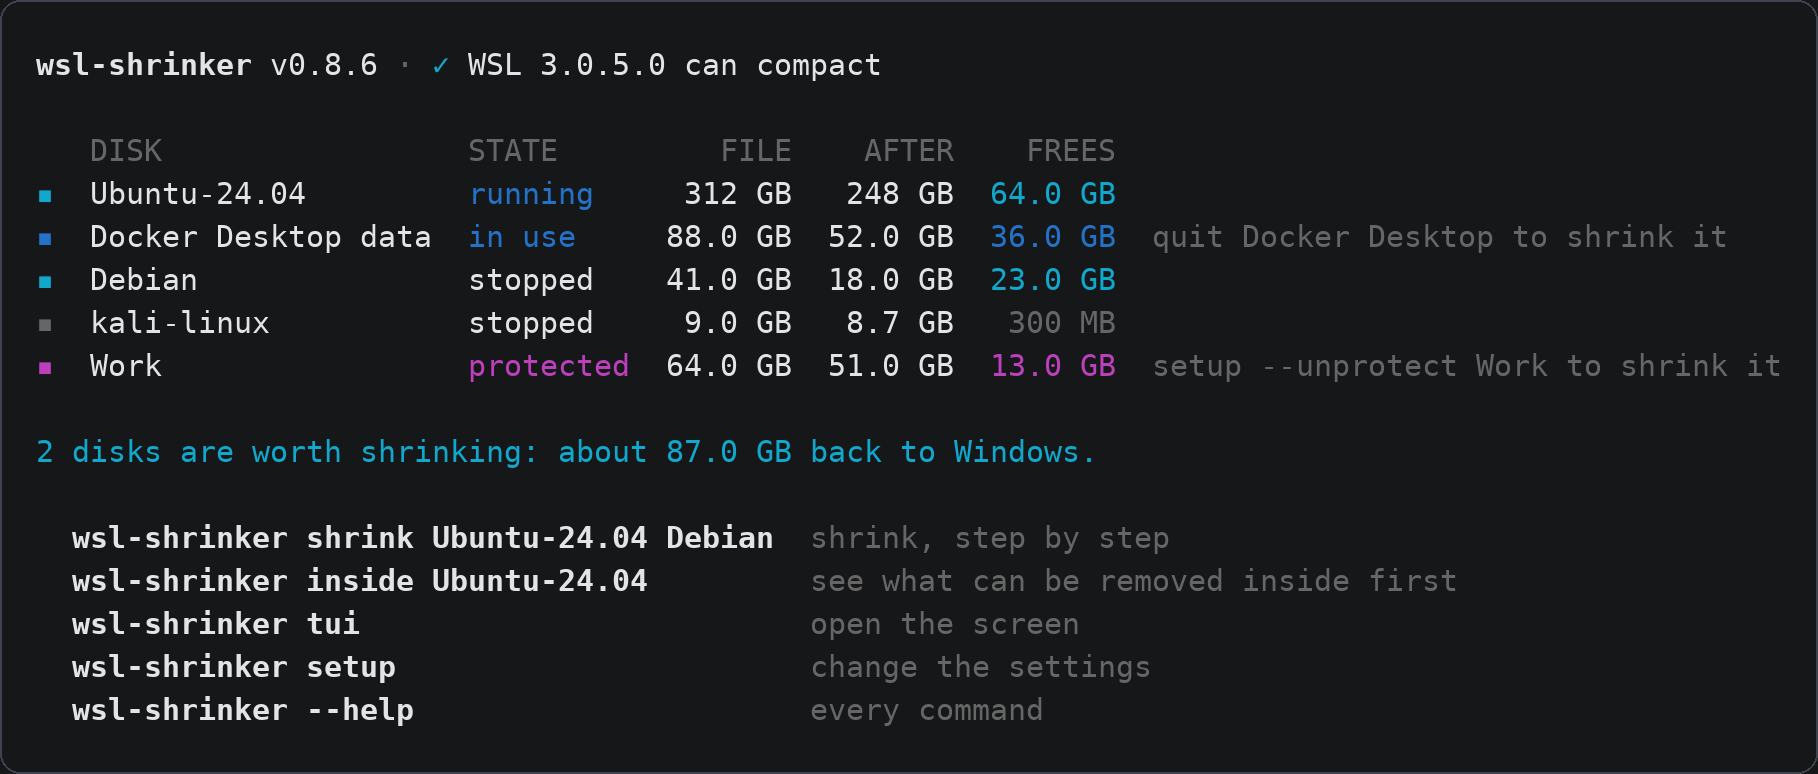 wsl-shrinker v0.8.6 · ✓ WSL 3.0.5.0 can compact
DISK STATE FILE AFTER FREES
Ubuntu-24.04 running 312 GB 248 GB 64.0 GB
Docker Desktop data in use 88.0 GB 52.0 GB 36.0 GB quit Docker Desktop to shrink it
Debian stopped 41.0 GB 18.0 GB 23.0 GB
kali-linux stopped 9.0 GB 8.7 GB 300 MB
Work protected 64.0 GB 51.0 GB 13.0 GB setup --unprotect Work to shrink it
2 disks are worth shrinking: about 87.0 GB back to Windows.
wsl-shrinker shrink Ubuntu-24.04 Debian shrink, step by step
wsl-shrinker inside Ubuntu-24.04 see what can be removed inside first
wsl-shrinker tui open the screen
wsl-shrinker setup change the settings
wsl-shrinker --help every command